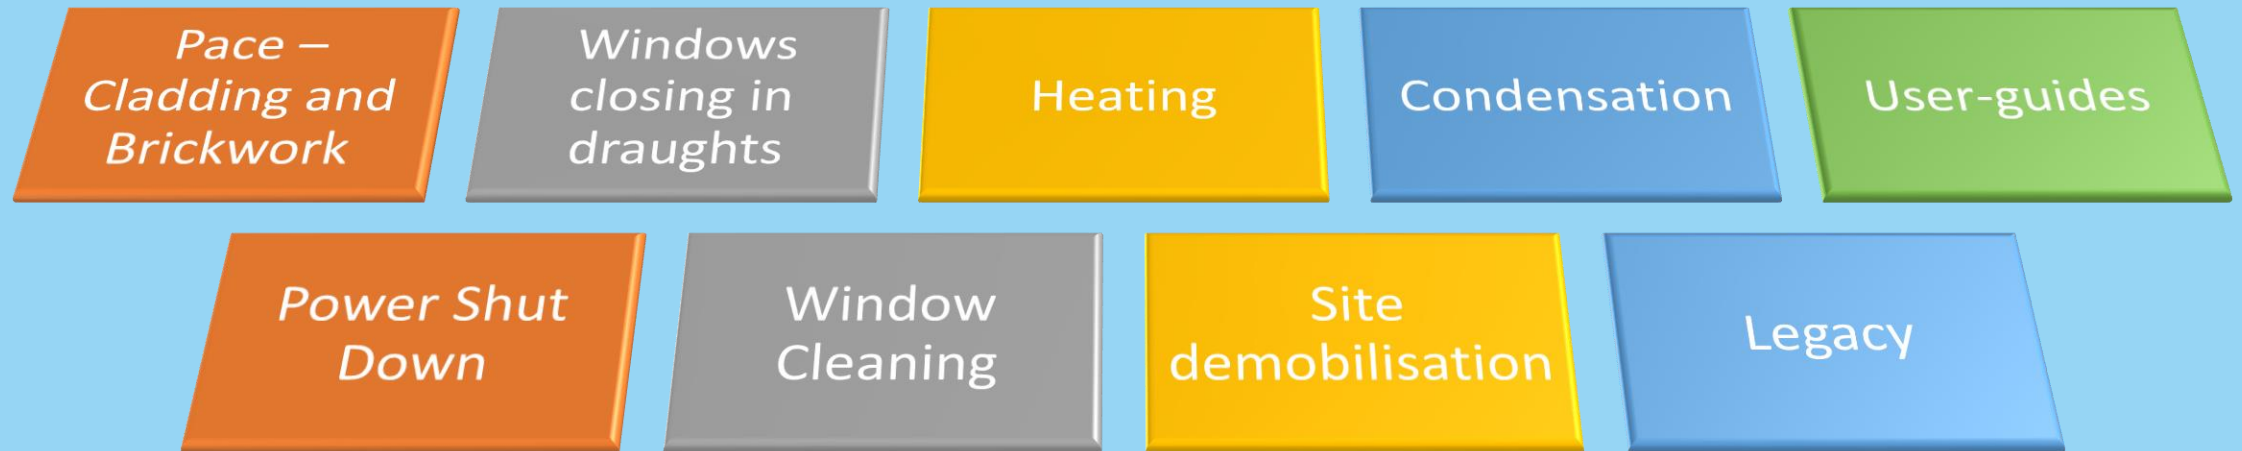 Pace –
Cladding and
Brickwork
Windows
closing in
draughts
Heating
Condensation
User-guides
Power Shut
Down
Window
Cleaning
Site
demobilisation
Legacy